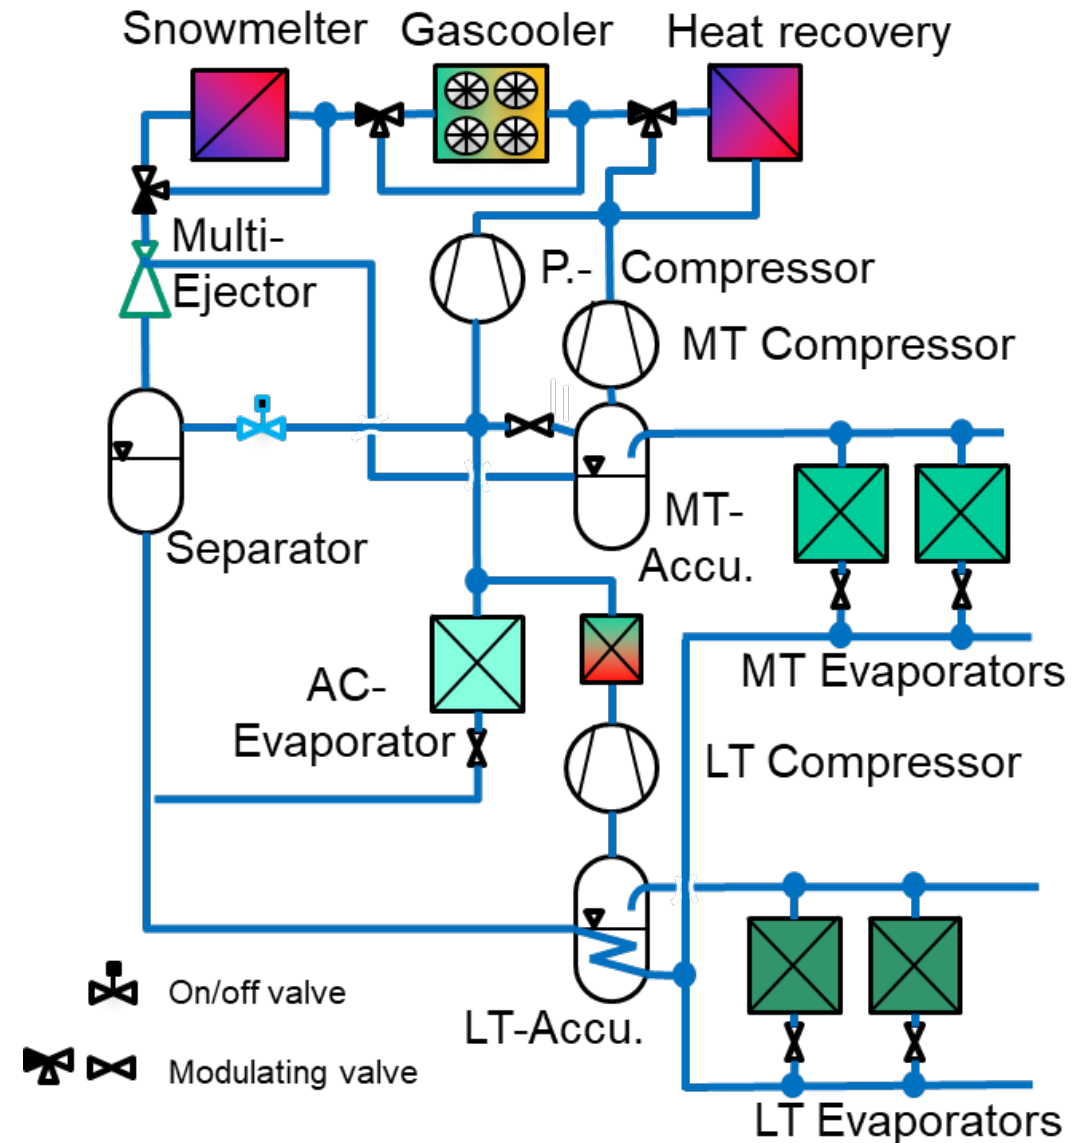 Snowmelter Gascooler Heat recovery
Multi-
Ejector
P.- Compressor
MT Compressor
Separator
MT-
Accu.
AC-
Evaporator
MT Evaporators
LT Compressor
On/off valve
LT-Accu.
Modulating valve
LT Evaporators